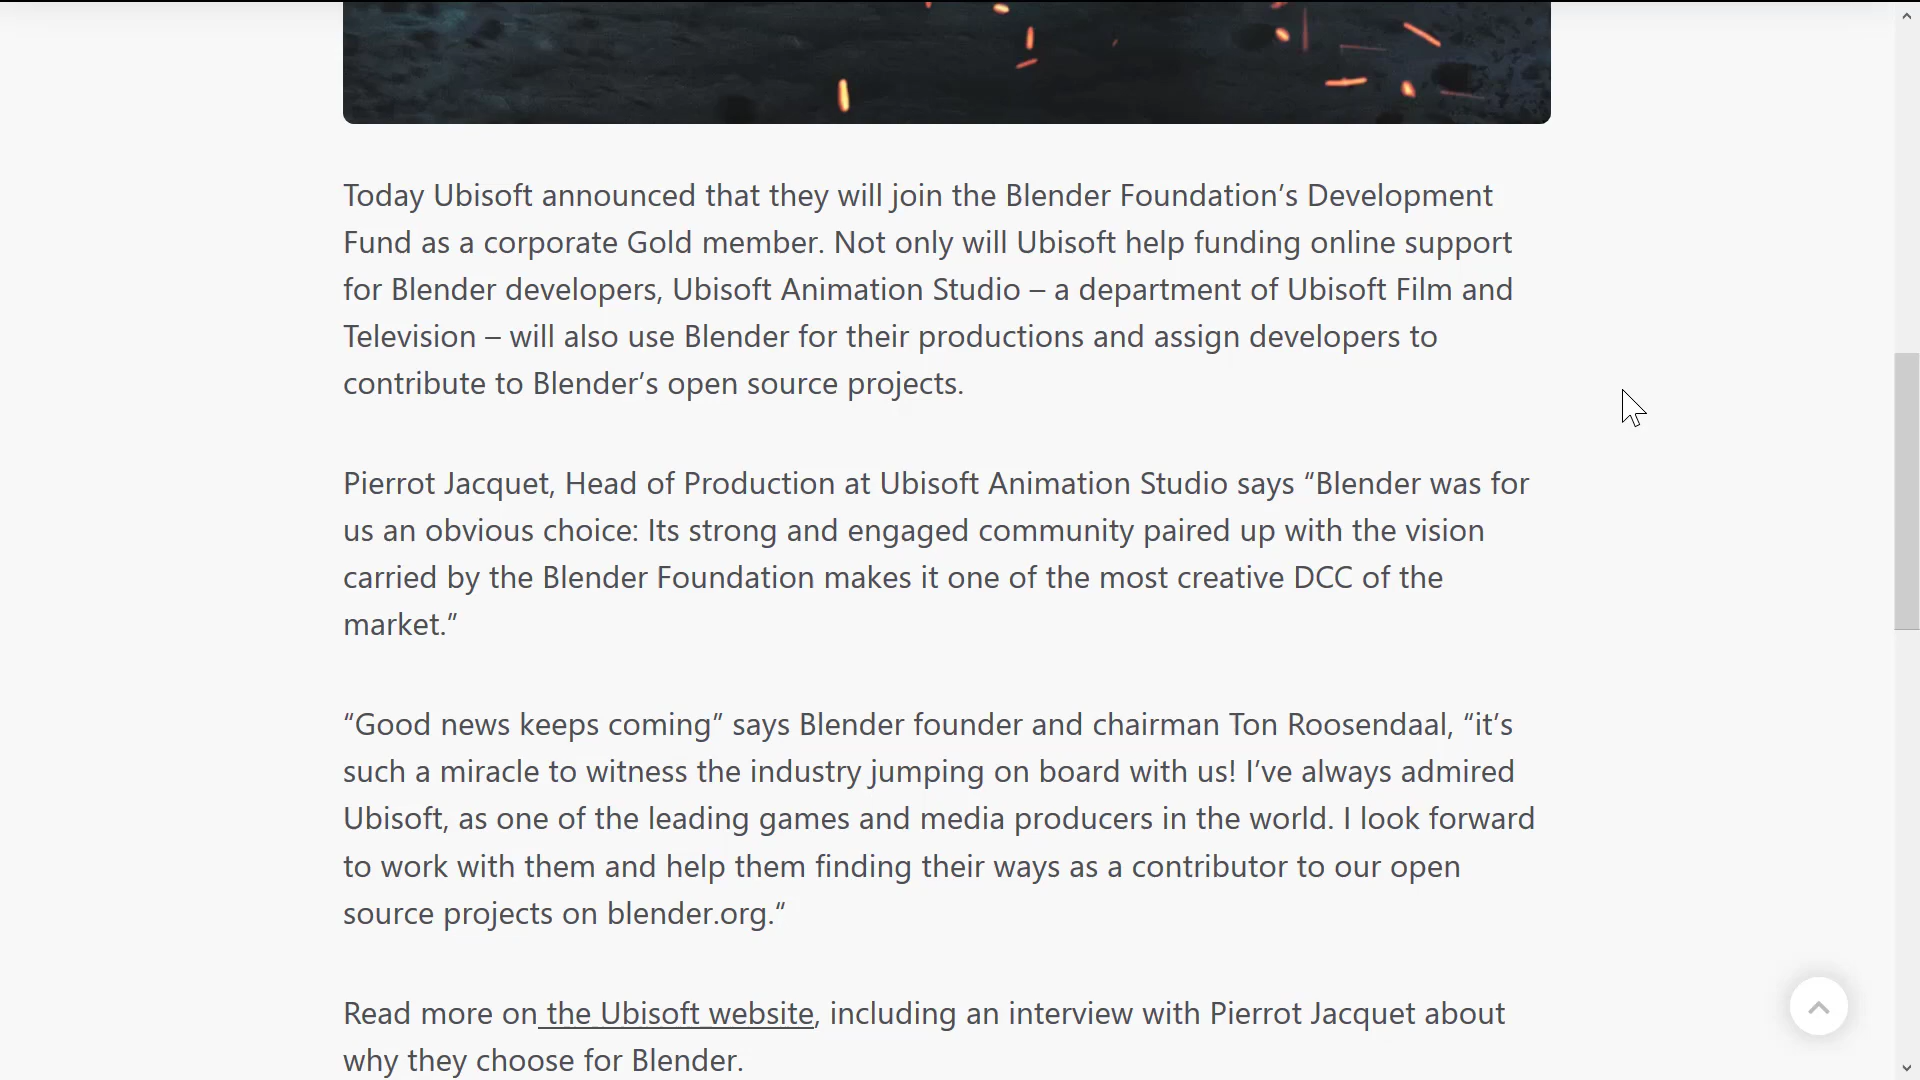 Today Ubisoft announced that they will join the Blender Foundation’s Development
Fund as a corporate Gold member. Not only will Ubisoft help funding online support
for Blender developers, Ubisoft Animation Studio – a department of Ubisoft Film and
Television – will also use Blender for their productions and assign developers to
contribute to Blender’s open source projects.
Pierrot Jacquet, Head of Production at Ubisoft Animation Studio says “Blender was for
us an obvious choice: Its strong and engaged community paired up with the vision
carried by the Blender Foundation makes it one of the most creative DCC of the
market.”
“Good news keeps coming” says Blender founder and chairman Ton Roosendaal, “it’s
such a miracle to witness the industry jumping on board with us! I’ve always admired
Ubisoft, as one of the leading games and media producers in the world. I look forward
to work with them and help them finding their ways as a contributor to our open
source projects on blender.org.“
Read more on the Ubisoft website, including an interview with Pierrot Jacquet about
why they choose for Blender.